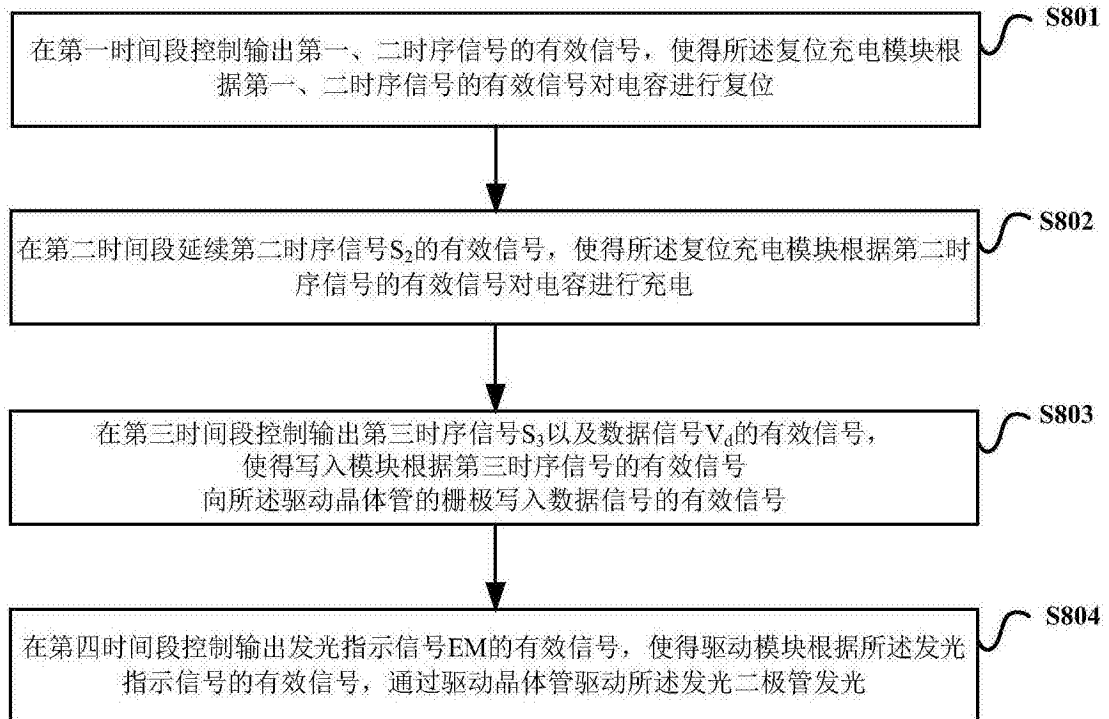 S801
在第一时间段控制输出第一、二时序信号的有效信号，使得所述复位充电模块根
据第一、二时序信号的有效信号对电容进行复位
S802
在第二时间段延续第二时序信号S₂的有效信号，使得所述复位充电模块根据第二时
序信号的有效信号对电容进行充电
S803
在第三时间段控制输出第三时序信号S₃以及数据信号V_d的有效信号，
使得写入模块根据第三时序信号的有效信号
向所述驱动晶体管的栅极写入数据信号的有效信号
S804
在第四时间段控制输出发光指示信号EM的有效信号，使得驱动模块根据所述发光
指示信号的有效信号，通过驱动晶体管驱动所述发光二极管发光